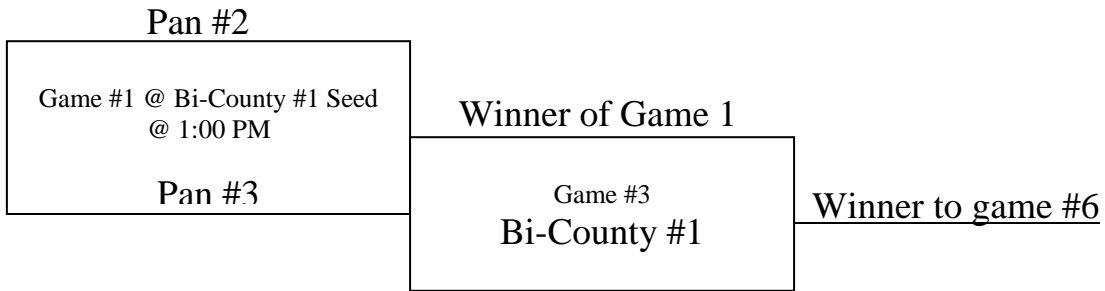 Pan #2
Game #1 @ Bi-County #1 Seed
@ 1:00 PM
Pan #3
Winner of Game 1
Game #3
Bi-County #1
Winner to game #6